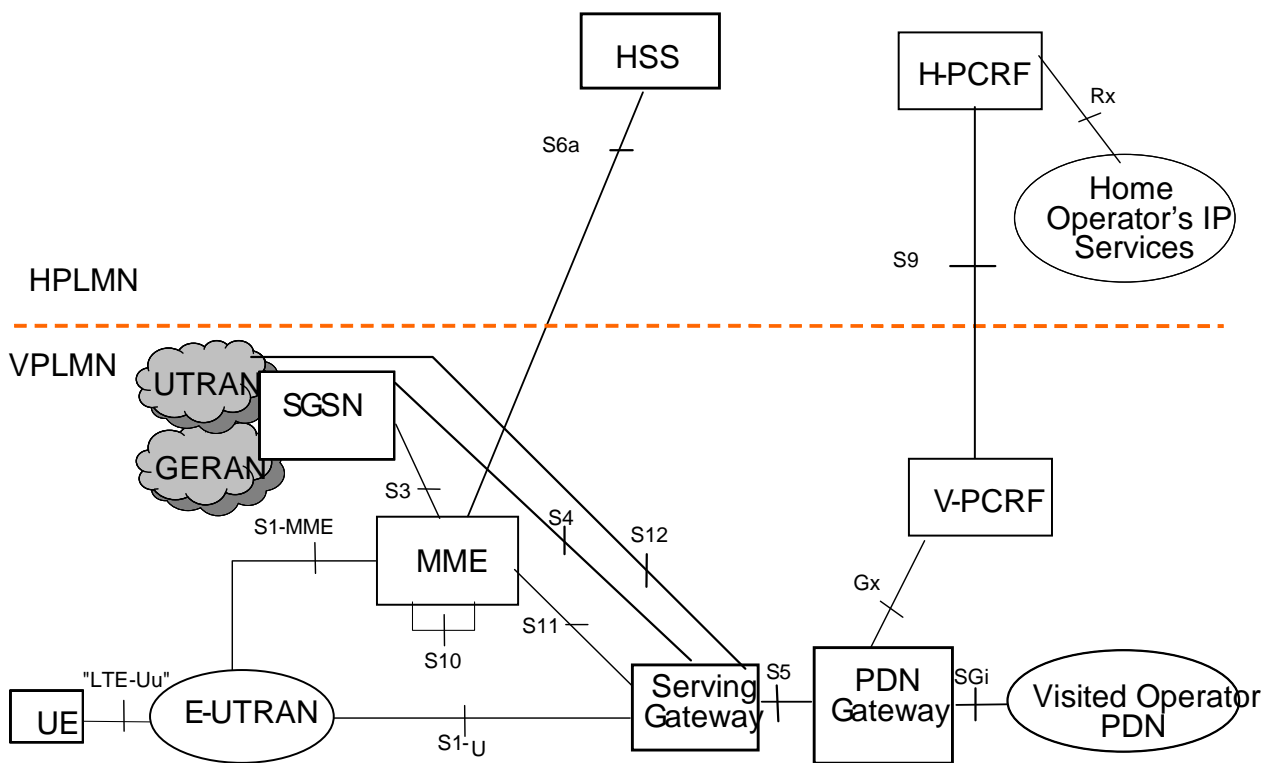 HSS
H-PCRF
Rx
S6a
Home
Operator's IP
Services
S9
HPLMN
VPLMN
UTRAN
SGSN
GERAN
S3
V-PCRF
S4
S12
S1-MME
MME
Gx
S11
S10
"LTE-Uu"
S5
SGi
UE
E-UTRAN
Serving
Gateway
PDN
Gateway
Visited Operator
PDN
S1-U